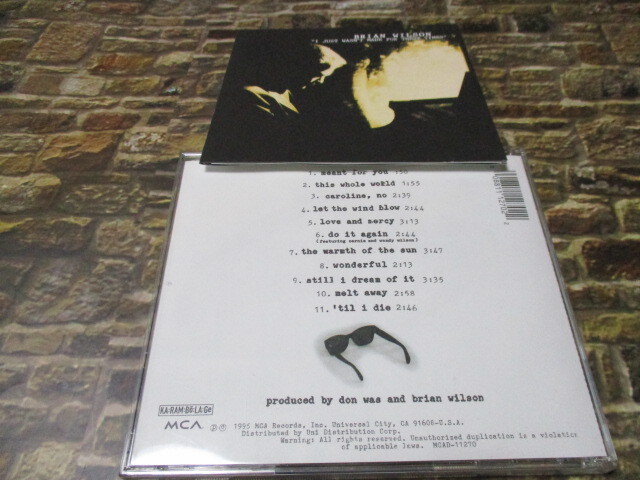 BRIAN WILSON
"I JUST WASN'T MADE FOR THESE TIMES"
1. meant for you :50
2. this whole world 1:55
3. caroline, no 2:39
4. let the wind blow 2:44
5. love and mercy 3:13
6. do it again 2:44
(featuring carnie and wendy wilson)
7. the warmth of the sun 3:47
8. wonderful 2:13
9. still i dream of it 3:35
10. melt away 2:58
11. 'til i die 2:46
produced by don was and brian wilson
KARAMBOLAGE
MCA ℗ © 1995 MCA Records, Inc. Universal City, CA 91608-U.S.A.
Distributed by Uni Distribution Corp.
Warning: All rights reserved. Unauthorized duplication is a violation
of applicable laws. MCAD-11270